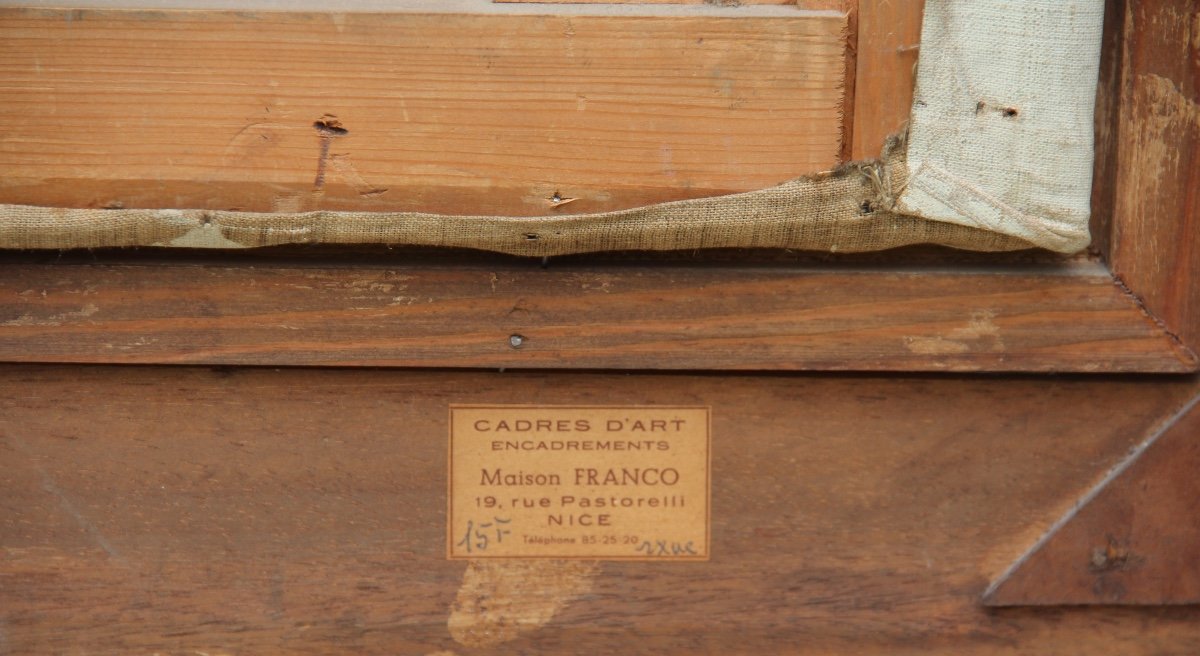 CADRES D'ART
ENCADREMENTS
Maison FRANCO
19, rue Pastorelli
NICE
15F
Téléphone 85-25-20